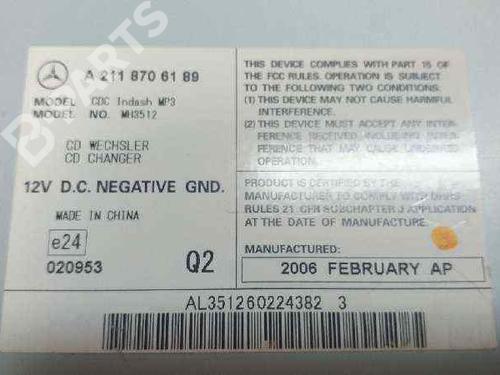 A 211 870 61 89
MODEL CDC Indash MP3
MODEL NO. MH3512
CD WECHSLER
CD CHANGER
12V D.C. NEGATIVE GND.
MADE IN CHINA
e24
020953 Q2
THIS DEVICE COMPLIES WITH PART 15 OF
THE FCC RULES. OPERATION IS SUBJECT
TO THE FOLLOWING TWO CONDITIONS:
(1) THIS DEVICE MAY NOT CAUSE HARMFUL
INTERFERENCE.
(2) THIS DEVICE MUST ACCEPT ANY INTER-
FERENCE RECEIVED INCLUDING INTER-
FERENCE THAT MAY CAUSE UNDESIRED
OPERATION.
PRODUCT IS CERTIFIED BY THE
MANUFACTURER TO COMPLY WITH DHHS
RULES 21 CFR SUBCHAPTER J APPLICATION
AT THE DATE OF MANUFACTURE.
MANUFACTURED:
2006 FEBRUARY AP
AL351260224382 3
B-PARTS